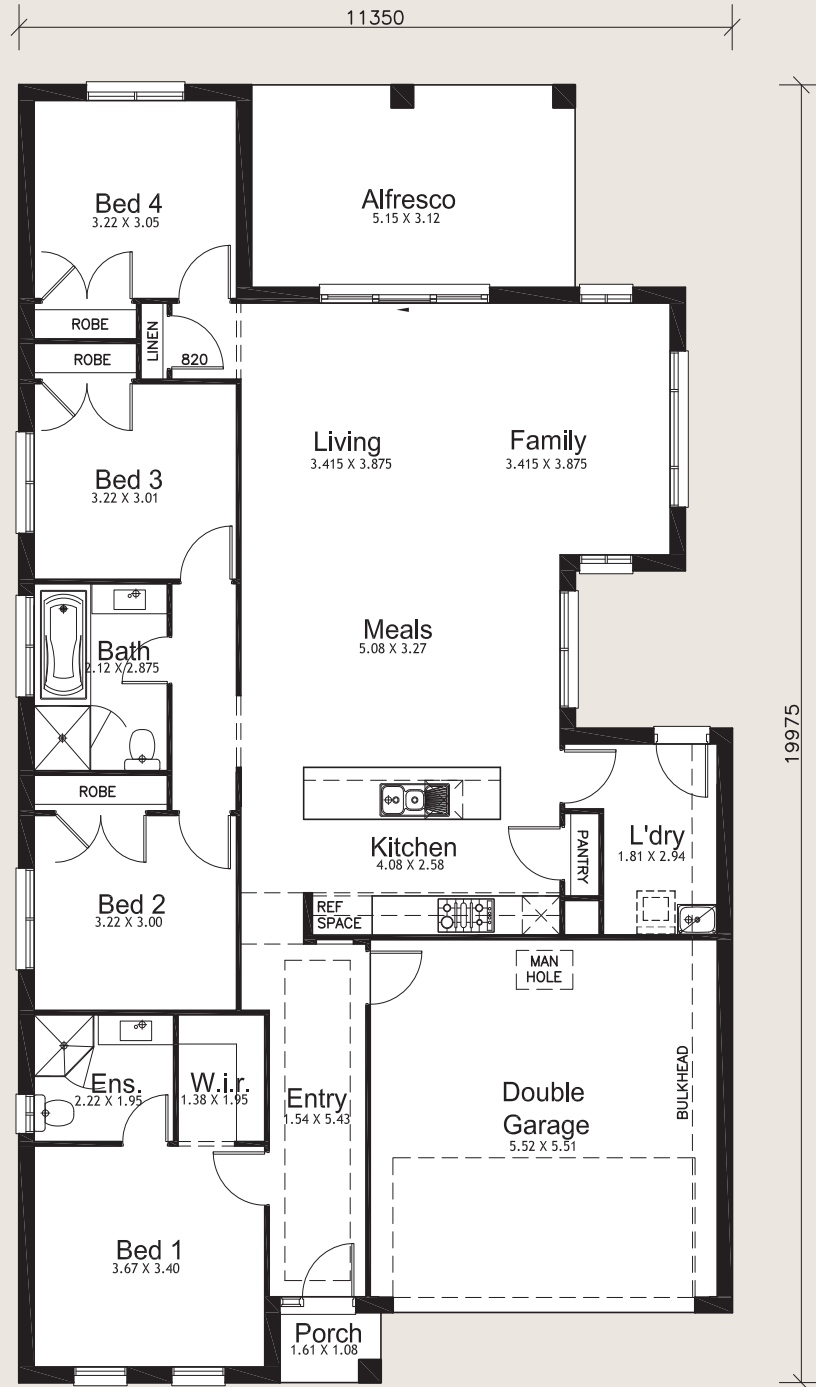 11350
Bed 4
3.22 X 3.05
Alfresco
5.15 X 3.12
ROBE
LINEN
820
ROBE
Living
3.415 X 3.875
Family
3.415 X 3.875
Bed 3
3.22 X 3.01
Meals
5.08 X 3.27
Bath
2.12 X 2.875
19975
ROBE
Kitchen
4.08 X 2.58
PANTRY
L'dry
1.81 X 2.94
Bed 2
3.22 X 3.00
REF
SPACE
MAN
HOLE
BULKHEAD
Ens.
2.22 X 1.95
W.i.r.
1.38 X 1.95
Entry
1.54 X 5.43
Double
Garage
5.52 X 5.51
Bed 1
3.67 X 3.40
Porch
1.61 X 1.08